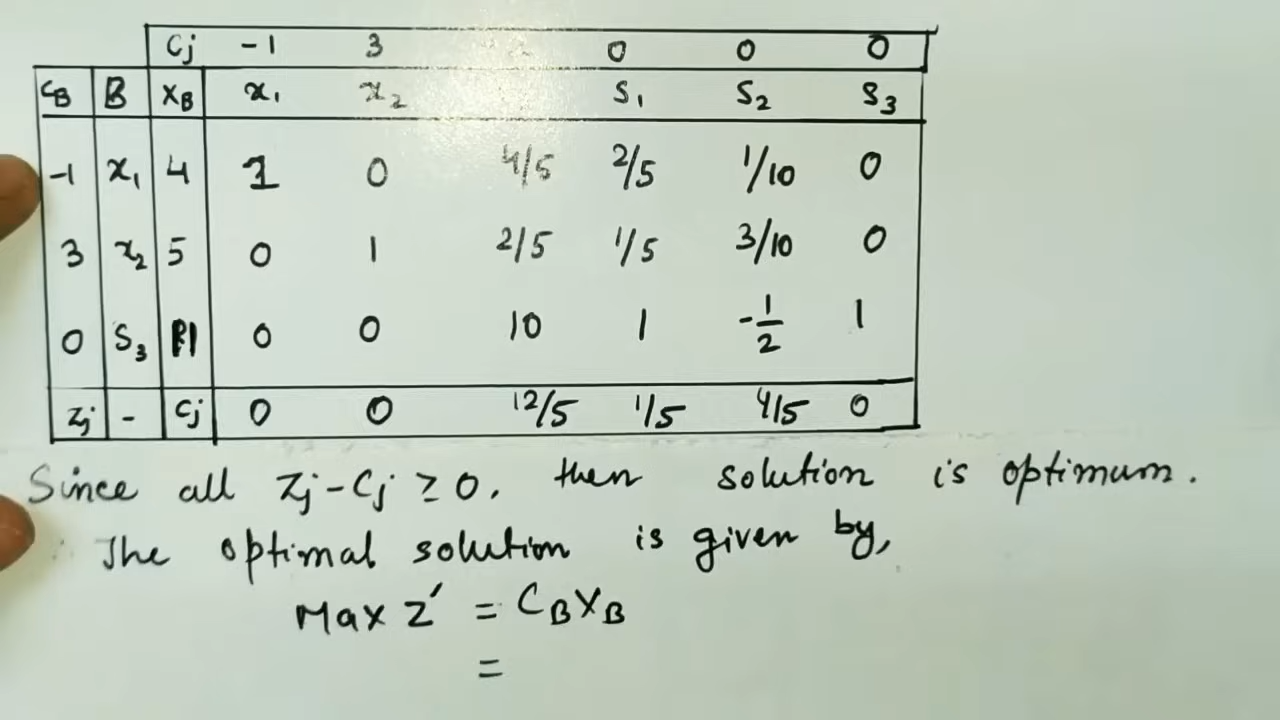 Cj -1 3 0 0 0
CB B XB x1 x2 S1 S2 S3
-1 x1 4 1 0 4/5 2/5 1/10 0
3 x2 5 0 1 2/5 1/5 3/10 0
0 S3 11 0 0 10 1 -1/2 1
Zj - Cj 0 0 12/5 1/5 4/5 0
Since all Zj-Cj ≥ 0, then solution is optimum.
∴ The optimal solution is given by,
Max Z′ = CBXB
=